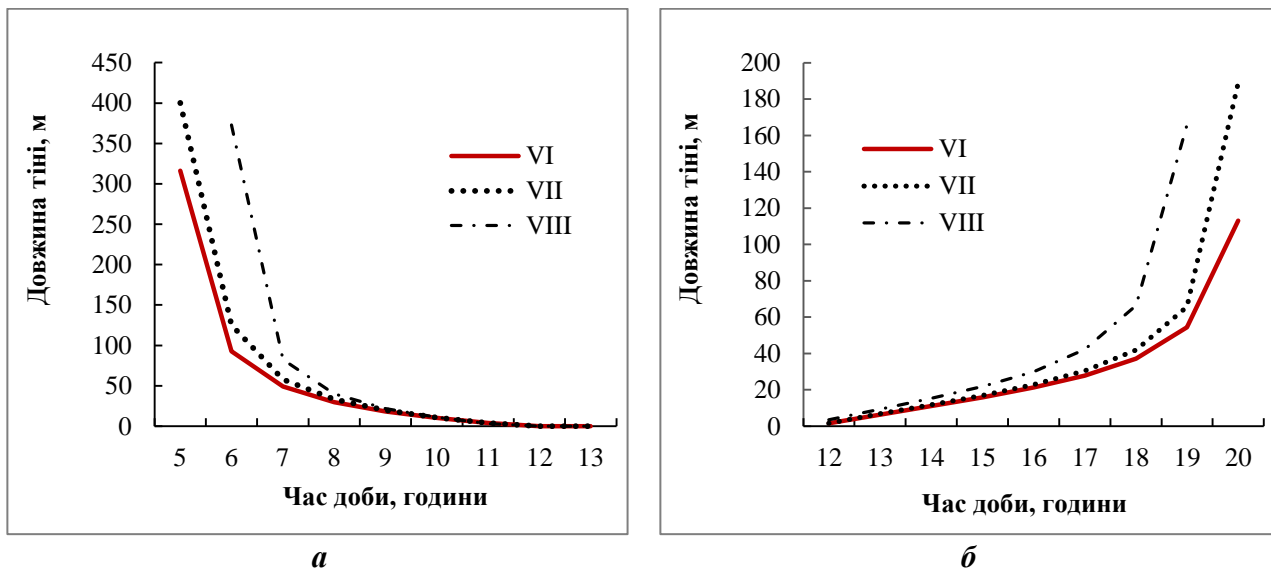 Довжина тіні, м
450
400
350
300
250
200
150
100
50
0
VI
VII
VIII
5 6 7 8 9 10 11 12 13
Час доби, години
а
Довжина тіні, м
200
180
160
140
120
100
80
60
40
20
0
VI
VII
VIII
12 13 14 15 16 17 18 19 20
Час доби, години
б